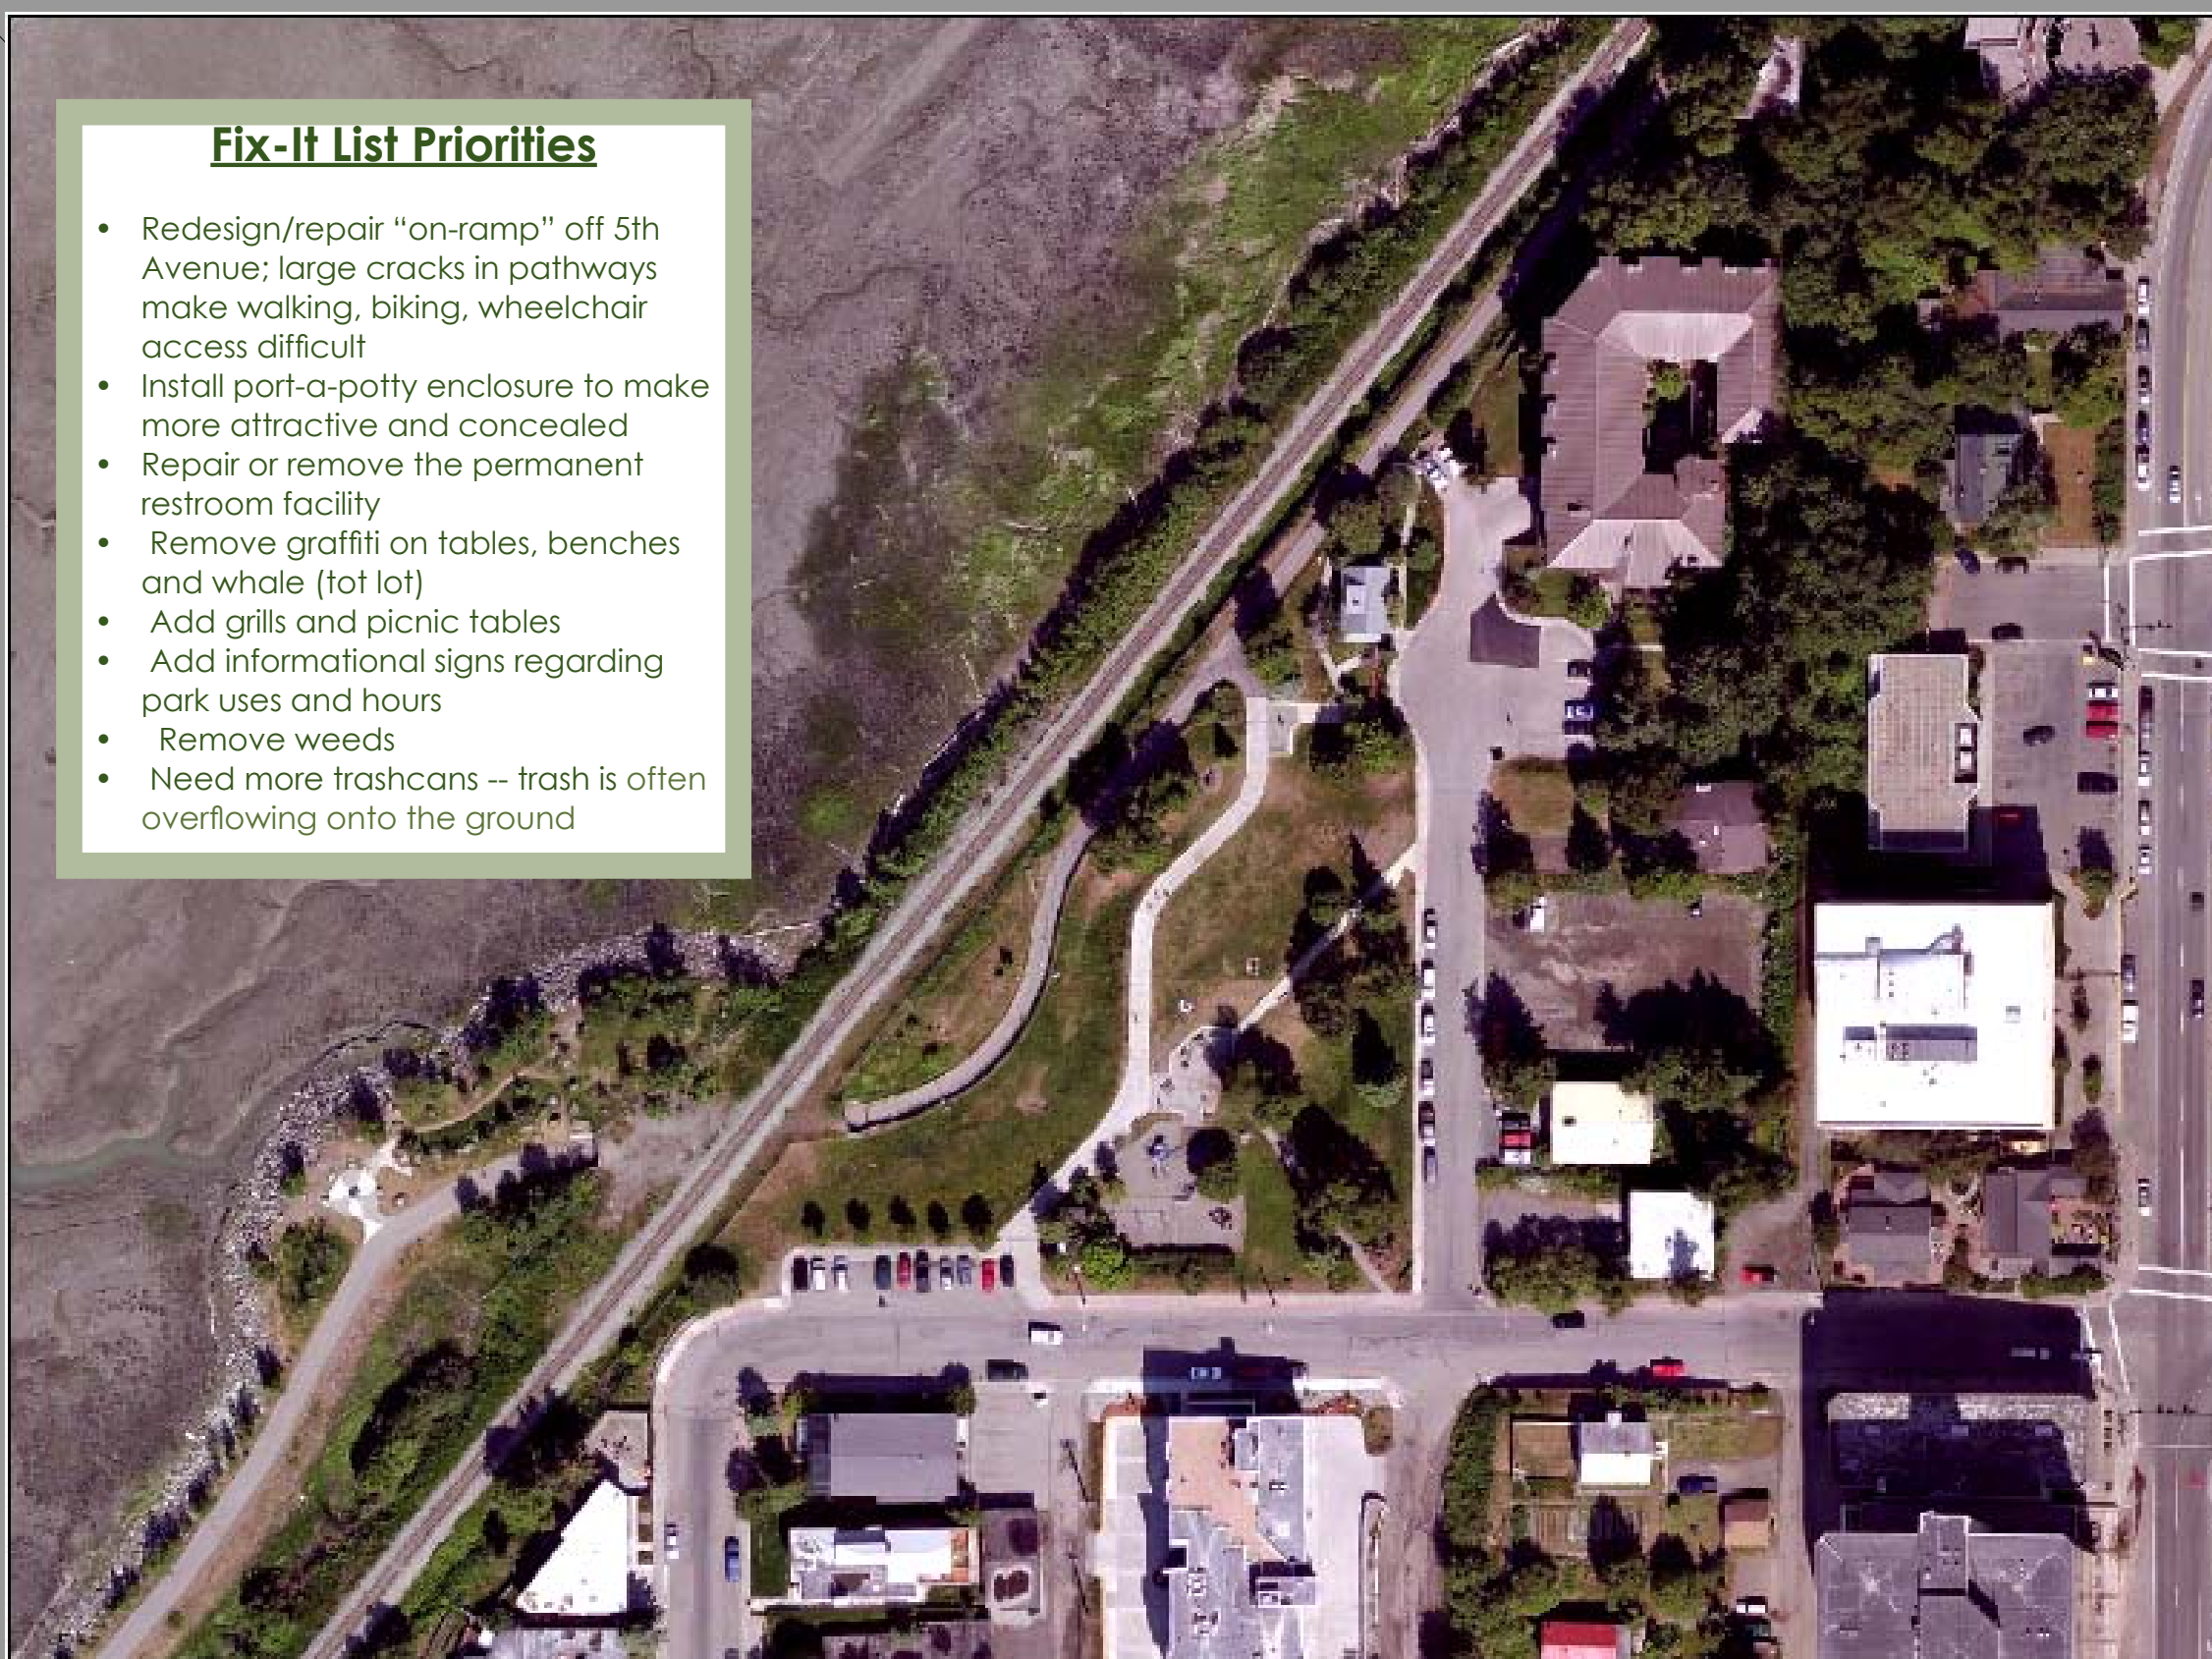 Fix-It List Priorities
• Redesign/repair “on-ramp” off 5th
Avenue; large cracks in pathways
make walking, biking, wheelchair
access difficult
• Install port-a-potty enclosure to make
more attractive and concealed
• Repair or remove the permanent
restroom facility
• Remove graffiti on tables, benches
and whale (tot lot)
• Add grills and picnic tables
• Add informational signs regarding
park uses and hours
• Remove weeds
• Need more trashcans -- trash is often
overflowing onto the ground